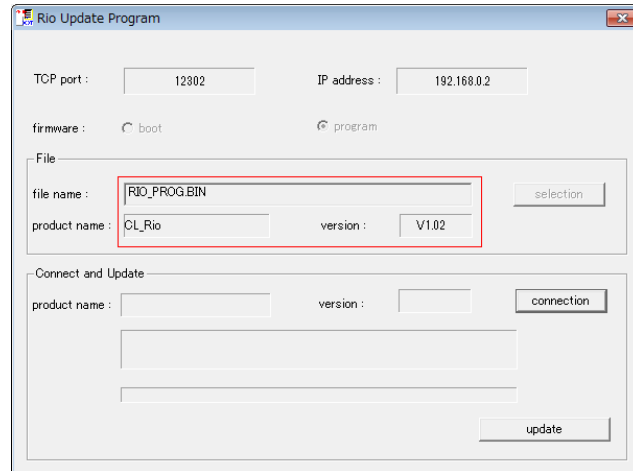 Rio Update Program
TCP port : 12302 IP address : 192.168.0.2
firmware : boot program
File
file name : RIO_PROG.BIN selection
product name : CL_Rio version : V1.02
Connect and Update
product name : version : connection
update